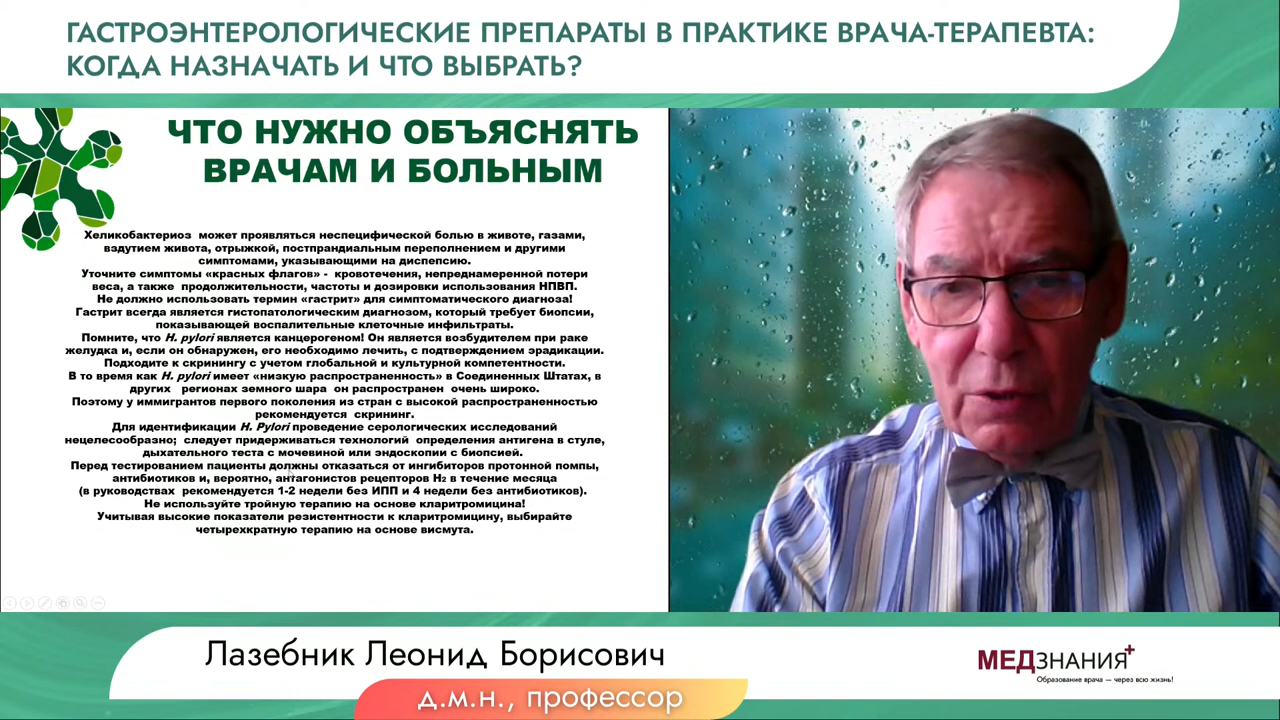 ГАСТРОЭНТЕРОЛОГИЧЕСКИЕ ПРЕПАРАТЫ В ПРАКТИКЕ ВРАЧА-ТЕРАПЕВТА:
КОГДА НАЗНАЧАТЬ И ЧТО ВЫБРАТЬ?
ЧТО НУЖНО ОБЪЯСНЯТЬ
ВРАЧАМ И БОЛЬНЫМ
Хеликобактериоз может проявляться неспецифической болью в животе, газами,
вздутием живота, отрыжкой, постпрандиальным переполнением и другими
симптомами, указывающими на диспепсию.
Уточните симптомы «красных флагов» - кровотечения, непреднамеренной потери
веса, а также продолжительности, частоты и дозировки использования НПВП.
Не должно использовать термин «гастрит» для симптоматического диагноза!
Гастрит всегда является гистопатологическим диагнозом, который требует биопсии,
показывающей воспалительные клеточные инфильтраты.
Помните, что H. pylori является канцерогеном! Он является возбудителем при раке
желудка и, если он обнаружен, его необходимо лечить, с подтверждением эрадикации.
Подходите к скринингу с учетом глобальной и культурной компетентности.
В то время как H. pylori имеет «низкую распространенность» в Соединенных Штатах, в
других регионах земного шара он распространен очень широко.
Поэтому у иммигрантов первого поколения из стран с высокой распространенностью
рекомендуется скрининг.
Для идентификации H. Pylori проведение серологических исследований
нецелесообразно; следует придерживаться технологий определения антигена в стуле,
дыхательного теста с мочевиной или эндоскопии с биопсией.
Перед тестированием пациенты должны отказаться от ингибиторов протонной помпы,
антибиотиков и, вероятно, антагонистов рецепторов H₂ в течение месяца
(в руководствах рекомендуется 1-2 недели без ИПП и 4 недели без антибиотиков).
Не используйте тройную терапию на основе кларитромицина!
Учитывая высокие показатели резистентности к кларитромицину, выбирайте
четырехкратную терапию на основе висмута.
Лазебник Леонид Борисович
д.м.н., профессор
МЕДЗНАНИЯ+
Образование врача — через всю жизнь!